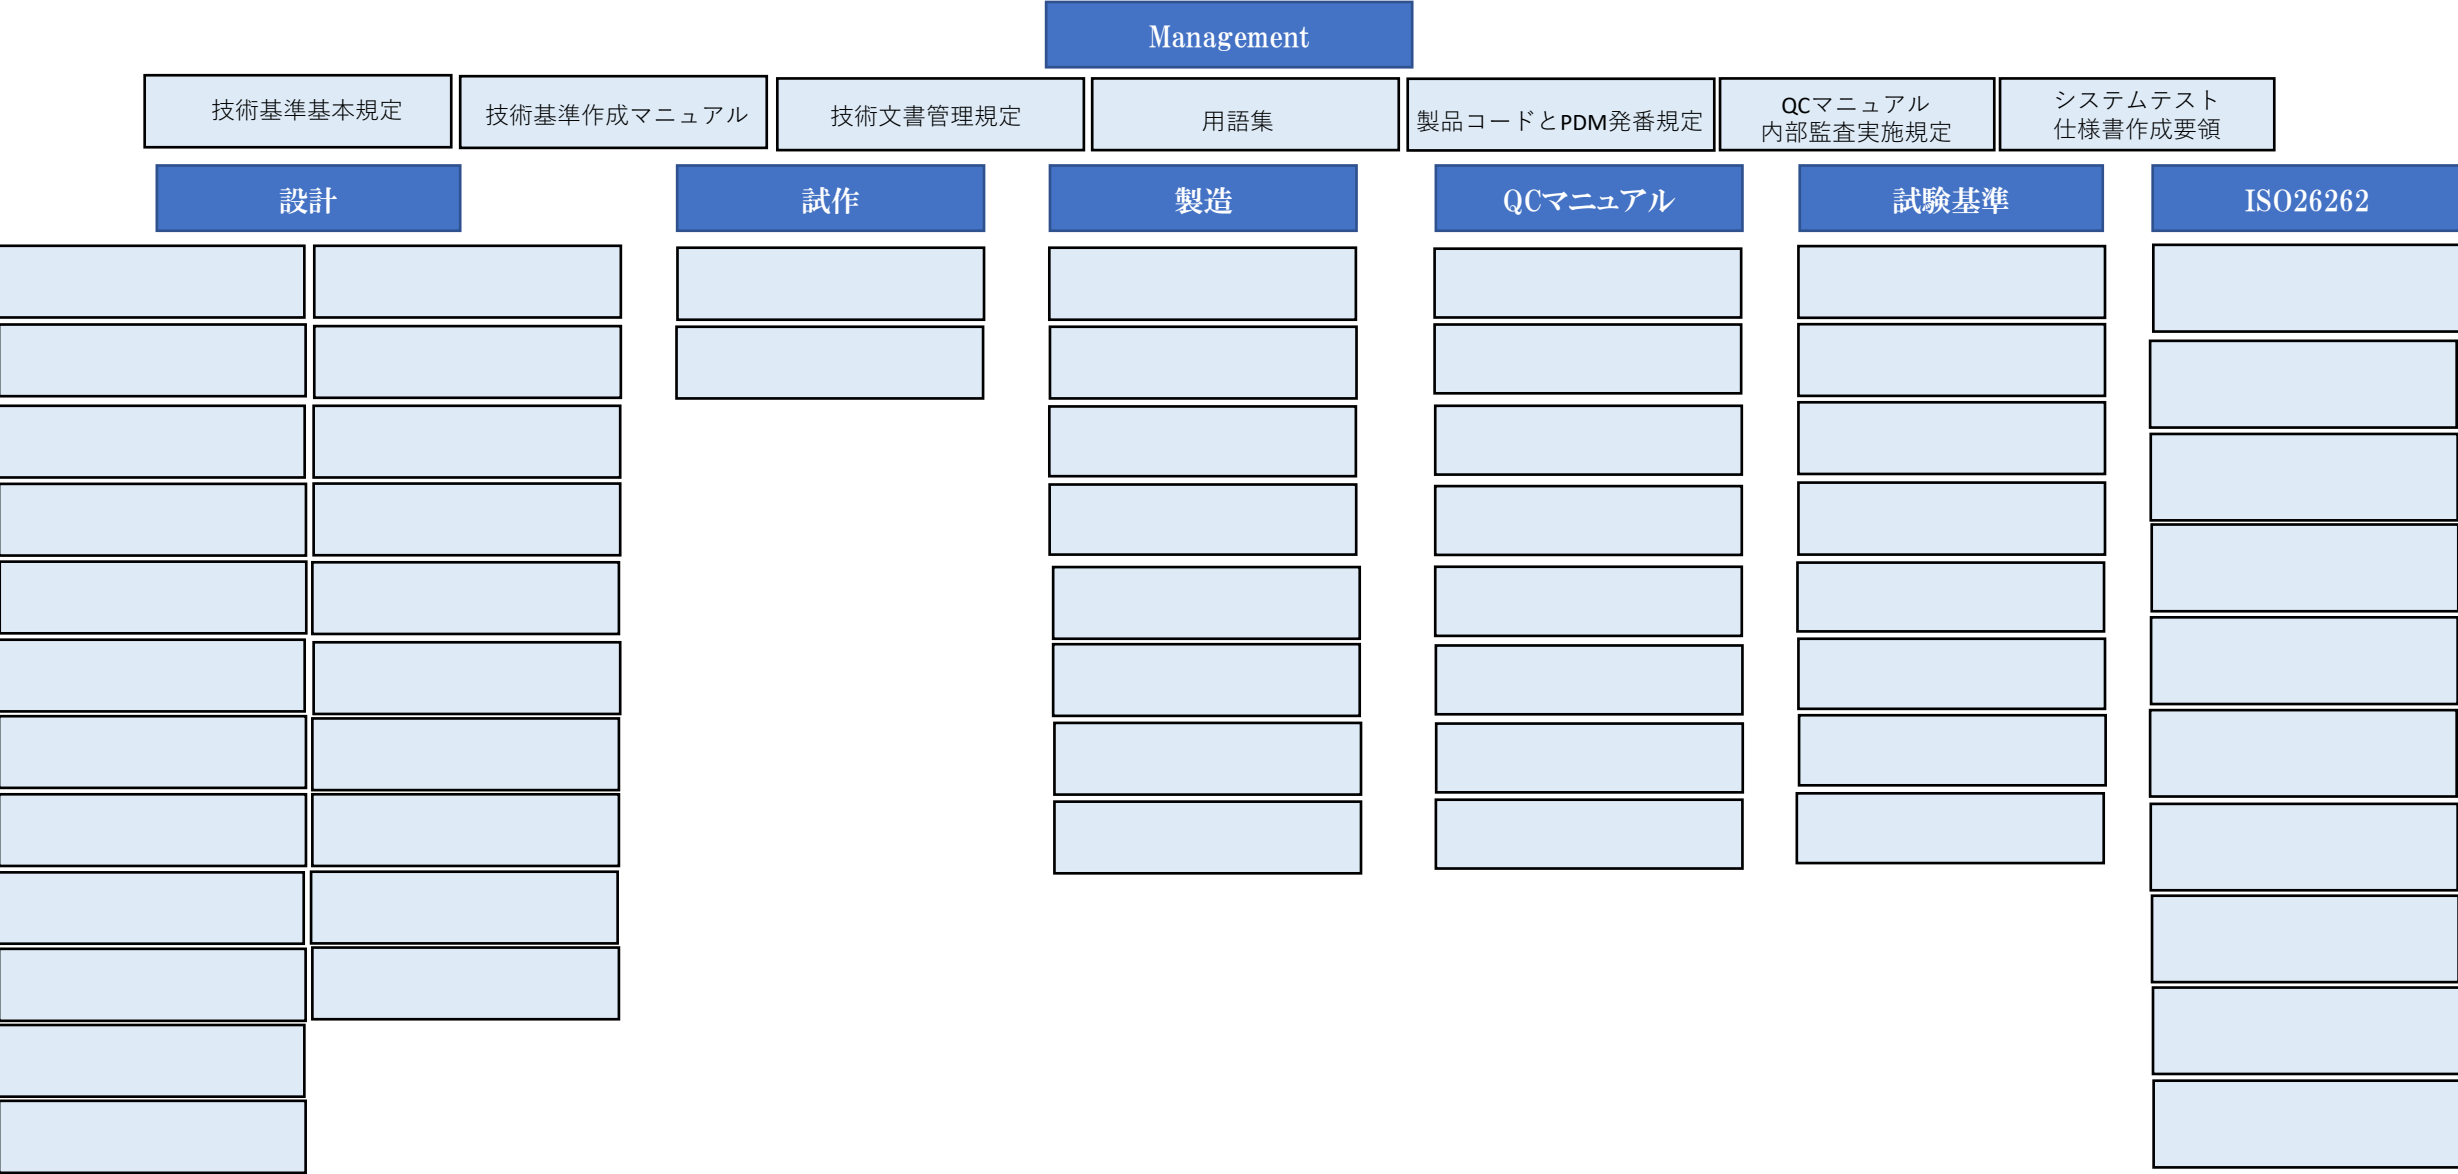 Management
技術基準基本規定
技術基準作成マニュアル
技術文書管理規定
用語集
製品コードとPDM発番規定
QCマニュアル
内部監査実施規定
システムテスト
仕様書作成要領
設計
試作
製造
QCマニュアル
試験基準
ISO26262